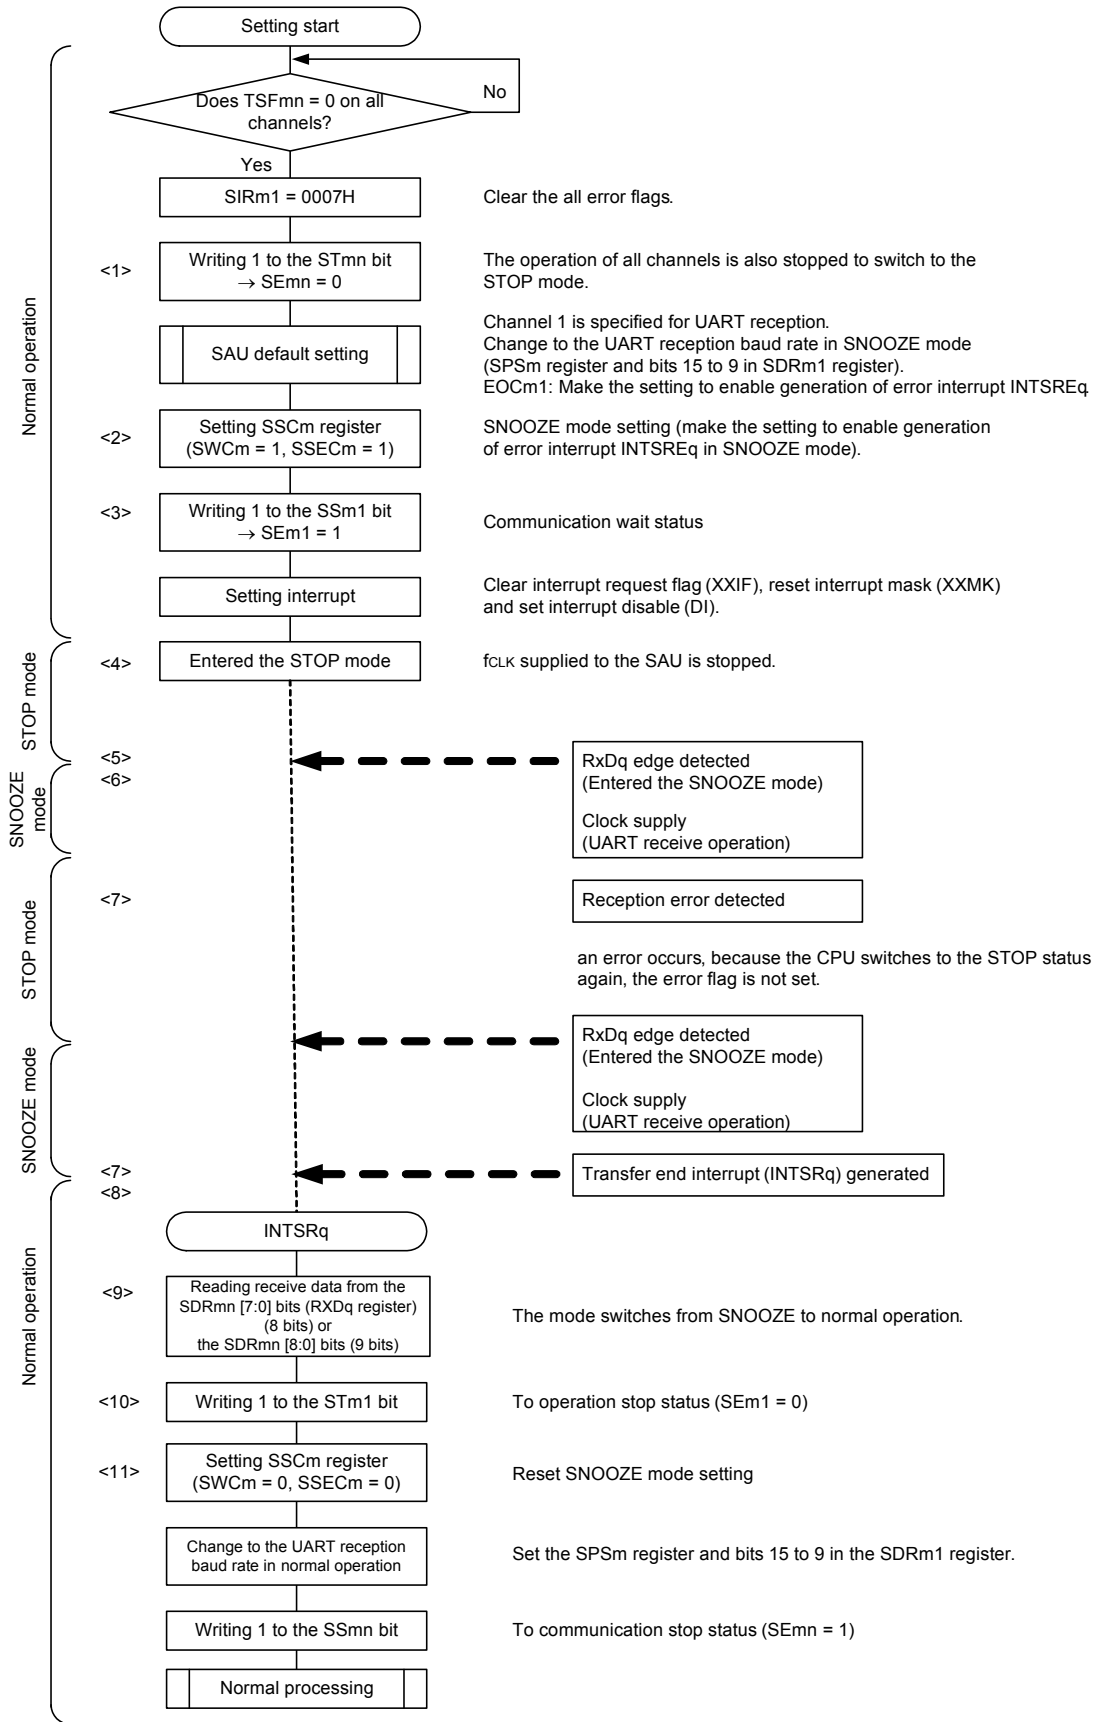 Setting start
No
Does TSFmn = 0 on all
channels?
Yes
SIRm1 = 0007H
Clear the all error flags.
<1>
Writing 1 to the STmn bit
→ SEmn = 0
The operation of all channels is also stopped to switch to the
STOP mode.
SAU default setting
Channel 1 is specified for UART reception.
Change to the UART reception baud rate in SNOOZE mode
(SPSm register and bits 15 to 9 in SDRm1 register).
EOCm1: Make the setting to enable generation of error interrupt INTSREq
Normal operation
<2>
Setting SSCm register
(SWCm = 1, SSECm = 1)
SNOOZE mode setting (make the setting to enable generation
of error interrupt INTSREq in SNOOZE mode).
<3>
Writing 1 to the SSm1 bit
→ SEm1 = 1
Communication wait status
Setting interrupt
Clear interrupt request flag (XXIF), reset interrupt mask (XXMK)
and set interrupt disable (DI).
STOP mode
<4>
Entered the STOP mode
fCLK supplied to the SAU is stopped.
<5>
<6>
SNOOZE
mode
RxDq edge detected
(Entered the SNOOZE mode)
Clock supply
(UART receive operation)
STOP mode
<7>
Reception error detected
an error occurs, because the CPU switches to the STOP status
again, the error flag is not set.
SNOOZE mode
RxDq edge detected
(Entered the SNOOZE mode)
Clock supply
(UART receive operation)
<7>
<8>
Transfer end interrupt (INTSRq) generated
INTSRq
Normal operation
<9>
Reading receive data from the
SDRmn [7:0] bits (RXDq register)
(8 bits) or
the SDRmn [8:0] bits (9 bits)
The mode switches from SNOOZE to normal operation.
<10>
Writing 1 to the STm1 bit
To operation stop status (SEm1 = 0)
<11>
Setting SSCm register
(SWCm = 0, SSECm = 0)
Reset SNOOZE mode setting
Change to the UART reception
baud rate in normal operation
Set the SPSm register and bits 15 to 9 in the SDRm1 register.
Writing 1 to the SSmn bit
To communication stop status (SEmn = 1)
Normal processing